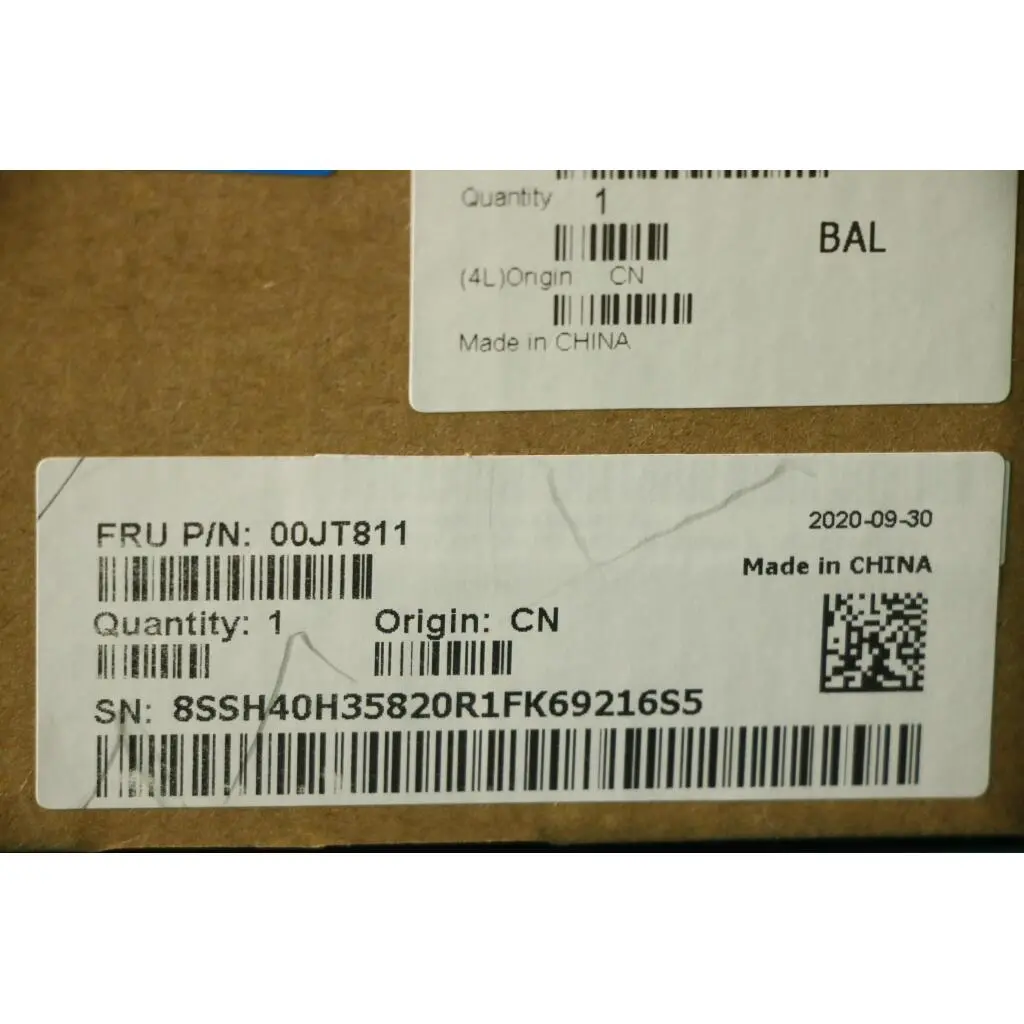 Quantity 1
BAL
(4L)Origin CN
Made in CHINA
FRU P/N: 00JT811
2020-09-30
Made in CHINA
Quantity: 1 Origin: CN
SN: 8SSH40H35820R1FK69216S5